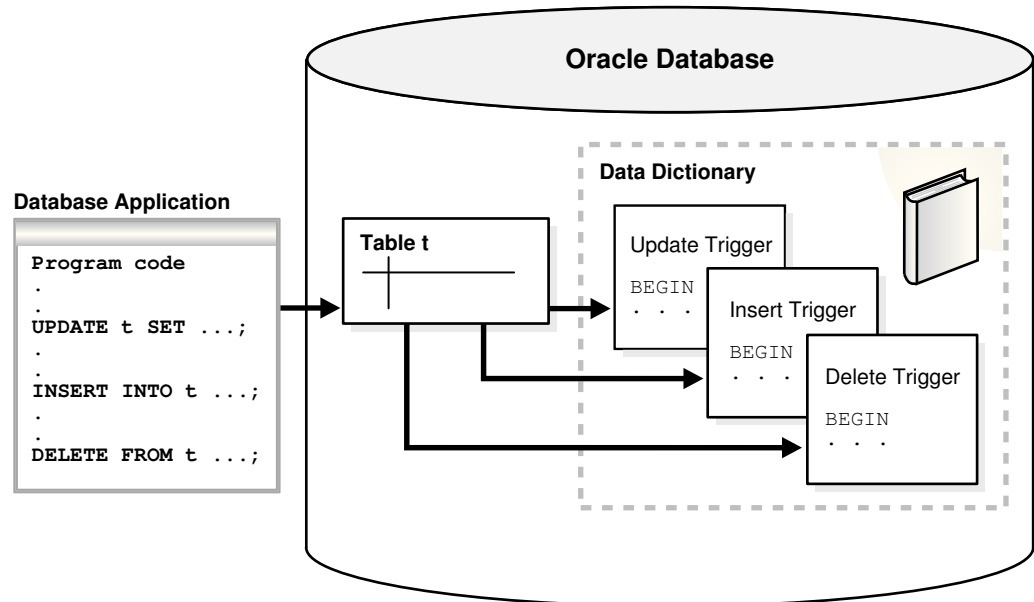 Oracle Database
Data Dictionary
Database Application
Program code
.
.
UPDATE t SET ...;
.
.
INSERT INTO t ...;
.
.
DELETE FROM t ...;
Table t
Update Trigger
BEGIN
. . .
Insert Trigger
BEGIN
. . .
Delete Trigger
BEGIN
. . .